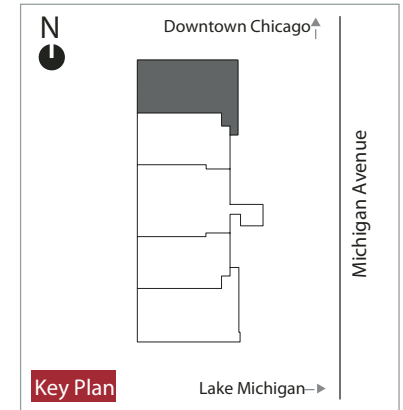 N
Downtown Chicago
Michigan Avenue
Key Plan
Lake Michigan